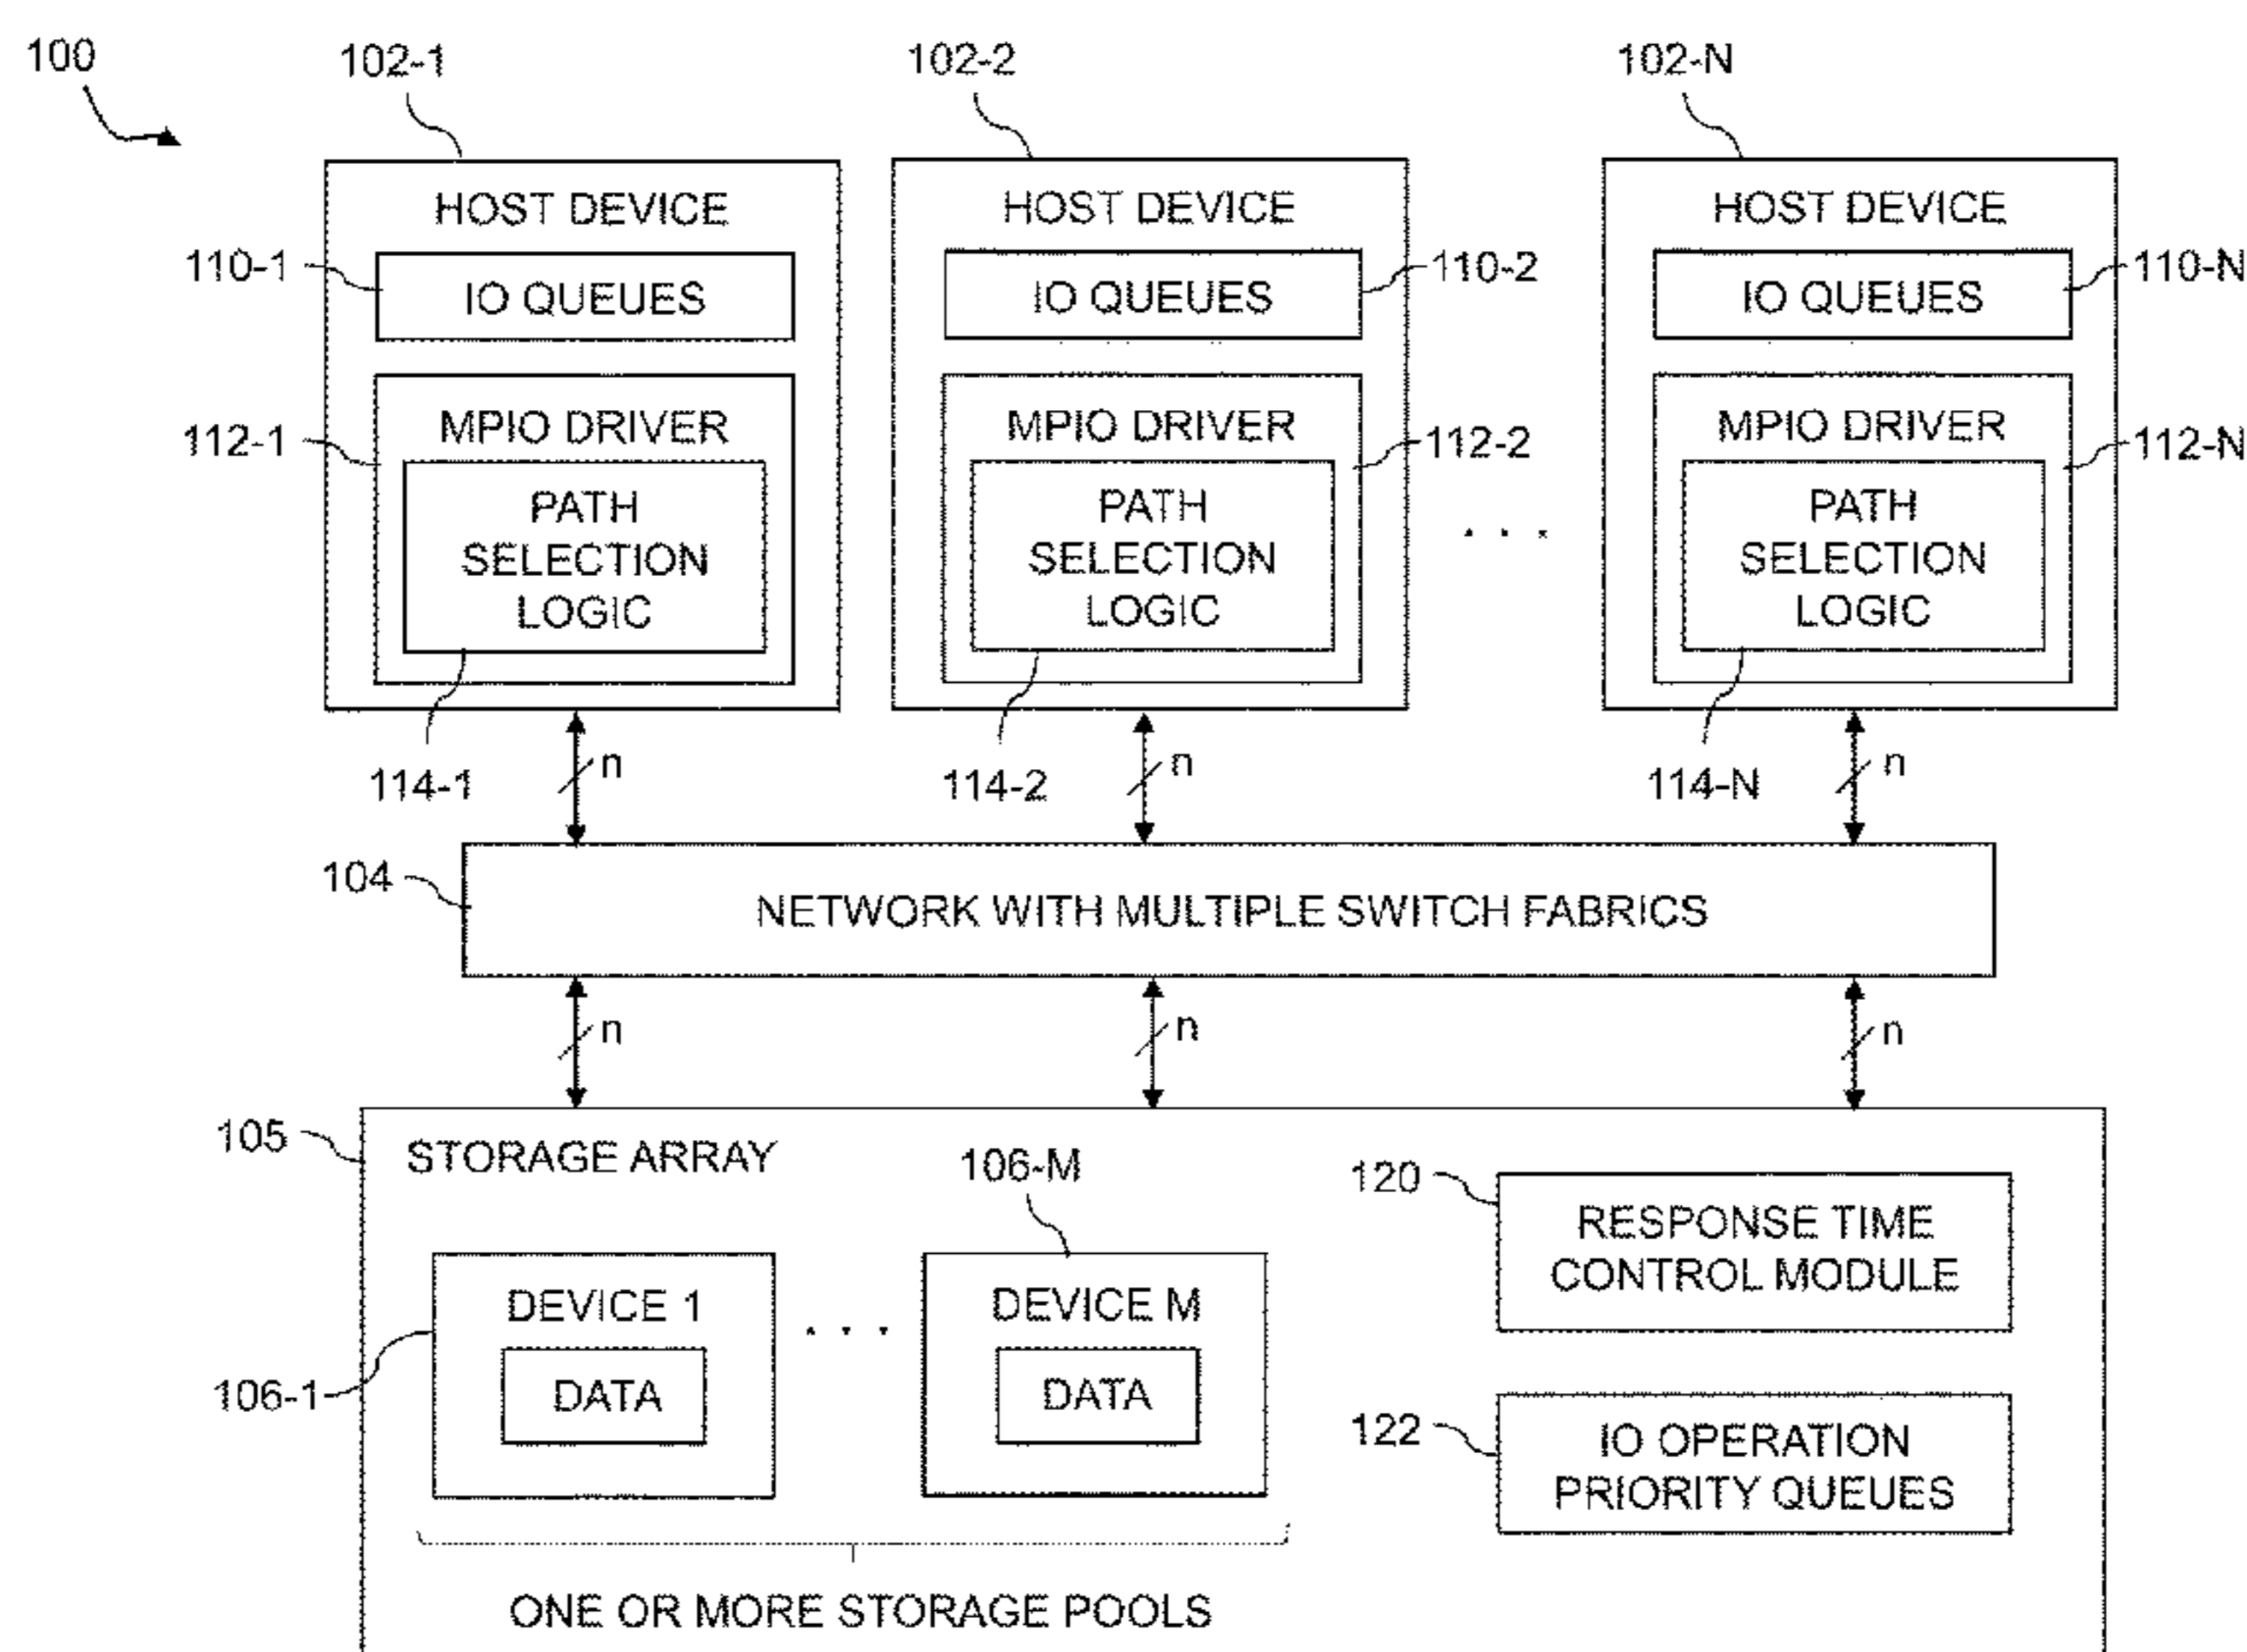 100
102-1
102-2
102-N
HOST DEVICE
HOST DEVICE
HOST DEVICE
110-1
IO QUEUES
IO QUEUES
110-2
IO QUEUES
110-N
112-1
MPIO DRIVER
MPIO DRIVER
112-2
MPIO DRIVER
112-N
PATH
SELECTION
LOGIC
PATH
SELECTION
LOGIC
. . .
PATH
SELECTION
LOGIC
114-1
n
114-2
n
114-N
n
104
NETWORK WITH MULTIPLE SWITCH FABRICS
n
n
n
105
STORAGE ARRAY
106-M
120
RESPONSE TIME
CONTROL MODULE
DEVICE 1
. . .
DEVICE M
106-1
DATA
DATA
122
IO OPERATION
PRIORITY QUEUES
ONE OR MORE STORAGE POOLS